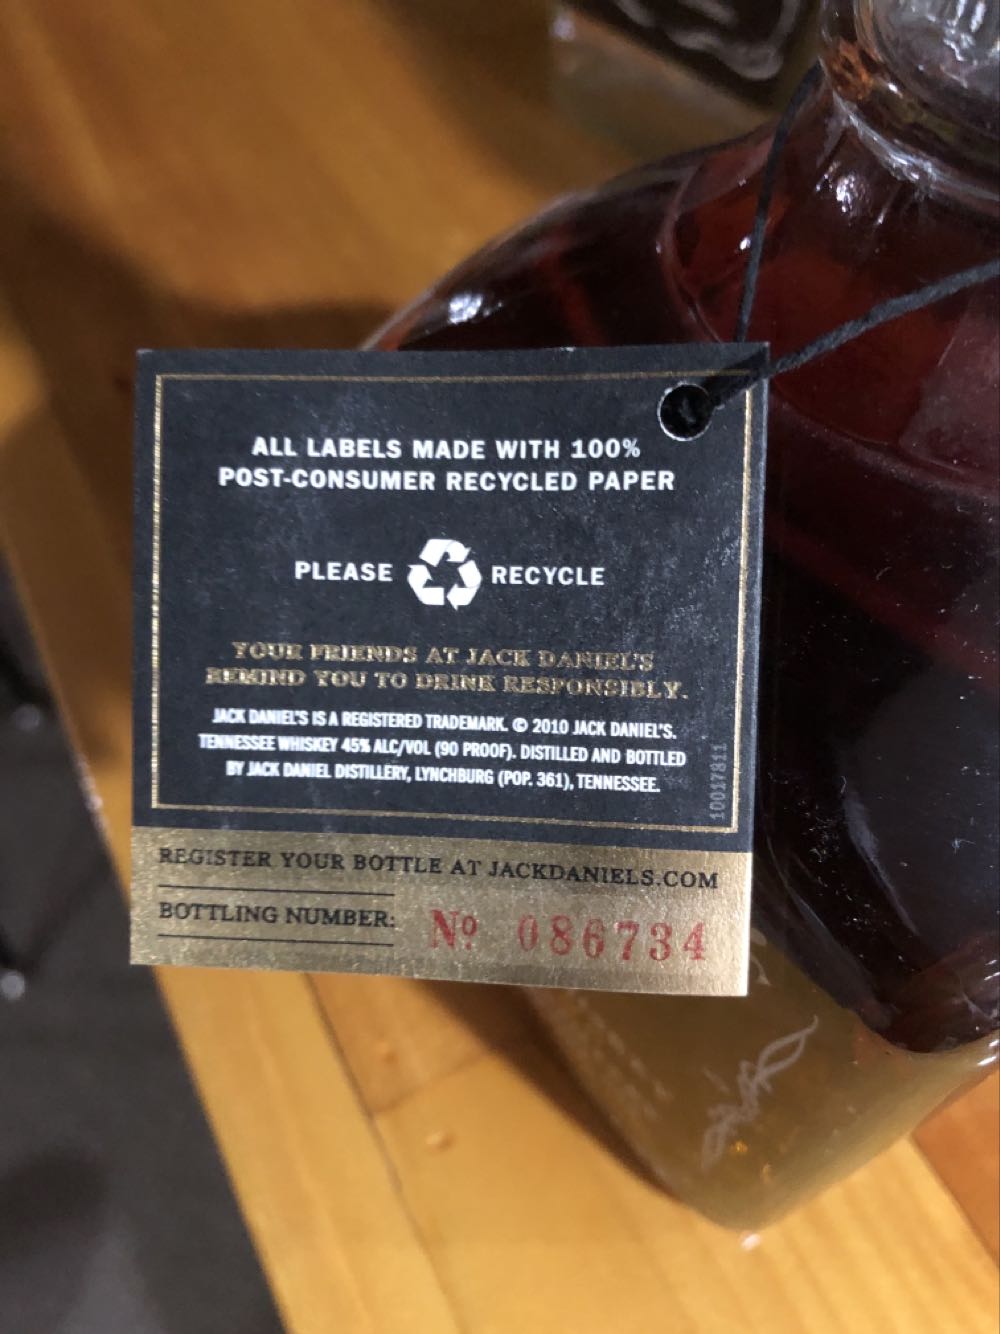 ALL LABELS MADE WITH 100%
POST-CONSUMER RECYCLED PAPER
PLEASE RECYCLE
YOUR FRIENDS AT JACK DANIEL'S
REMIND YOU TO DRINK RESPONSIBLY.
JACK DANIEL'S IS A REGISTERED TRADEMARK. © 2010 JACK DANIEL'S.
TENNESSEE WHISKEY 45% ALC/VOL (90 PROOF). DISTILLED AND BOTTLED
BY JACK DANIEL DISTILLERY, LYNCHBURG (POP. 361), TENNESSEE.
10017811
REGISTER YOUR BOTTLE AT JACKDANIELS.COM
BOTTLING NUMBER: Nº 086734